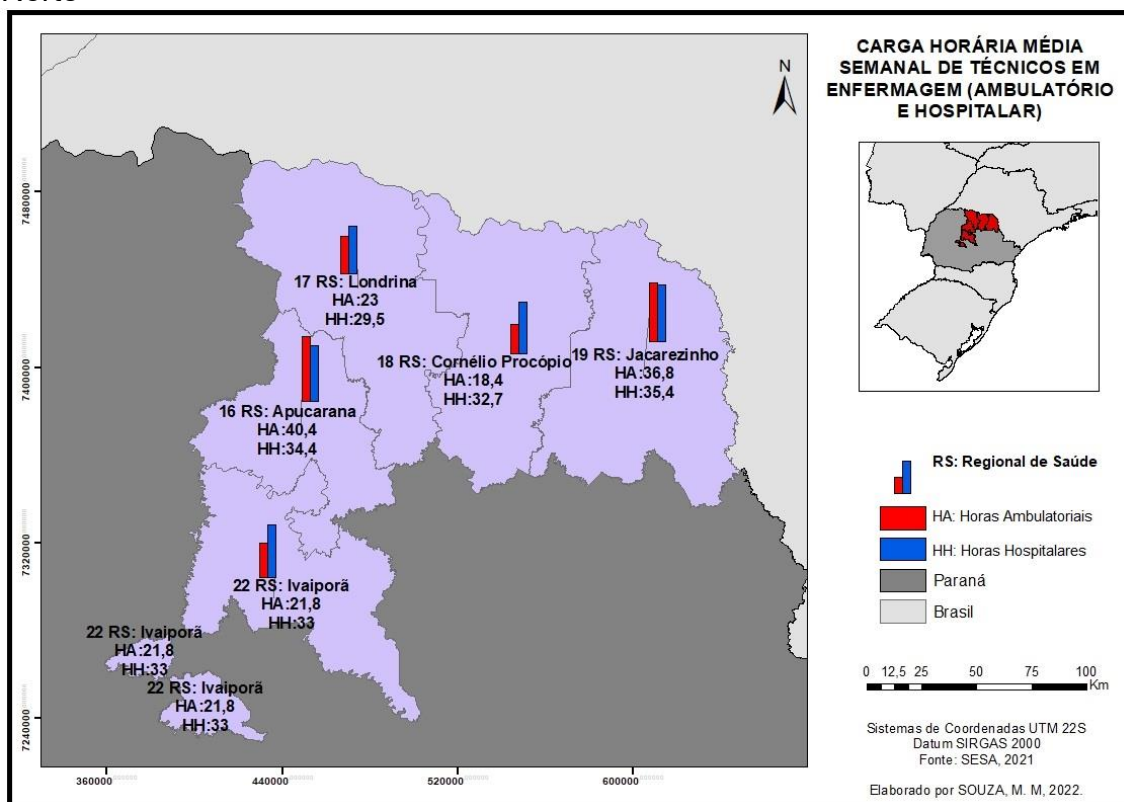 CARGA HORÁRIA MÉDIA
SEMANAL DE TÉCNICOS EM
ENFERMAGEM (AMBULATÓRIO
E HOSPITALAR)
N
17 RS: Londrina
HA:23
HH:29,5
18 RS: Cornélio Procópio
HA:18,4
HH:32,7
19 RS: Jacarezinho
HA:36,8
HH:35,4
16 RS: Apucarana
HA:40,4
HH:34,4
22 RS: Ivaiporã
HA:21,8
HH:33
22 RS: Ivaiporã
HA:21,8
HH:33
22 RS: Ivaiporã
HA:21,8
HH:33
7480000
7400000
7320000
7240000
360000
440000
520000
600000
RS: Regional de Saúde
HA: Horas Ambulatoriais
HH: Horas Hospitalares
Paraná
Brasil
0 12,5 25 50 75 100
Km
Sistemas de Coordenadas UTM 22S
Datum SIRGAS 2000
Fonte: SESA, 2021
Elaborado por SOUZA, M. M, 2022.